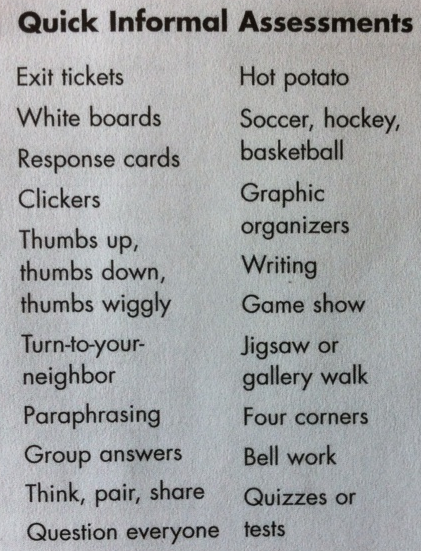 Quick Informal Assessments
Exit tickets
White boards
Response cards
Clickers
Thumbs up,
thumbs down,
thumbs wiggly
Turn-to-your-
neighbor
Paraphrasing
Group answers
Think, pair, share
Question everyone
Hot potato
Soccer, hockey,
basketball
Graphic
organizers
Writing
Game show
Jigsaw or
gallery walk
Four corners
Bell work
Quizzes or
tests